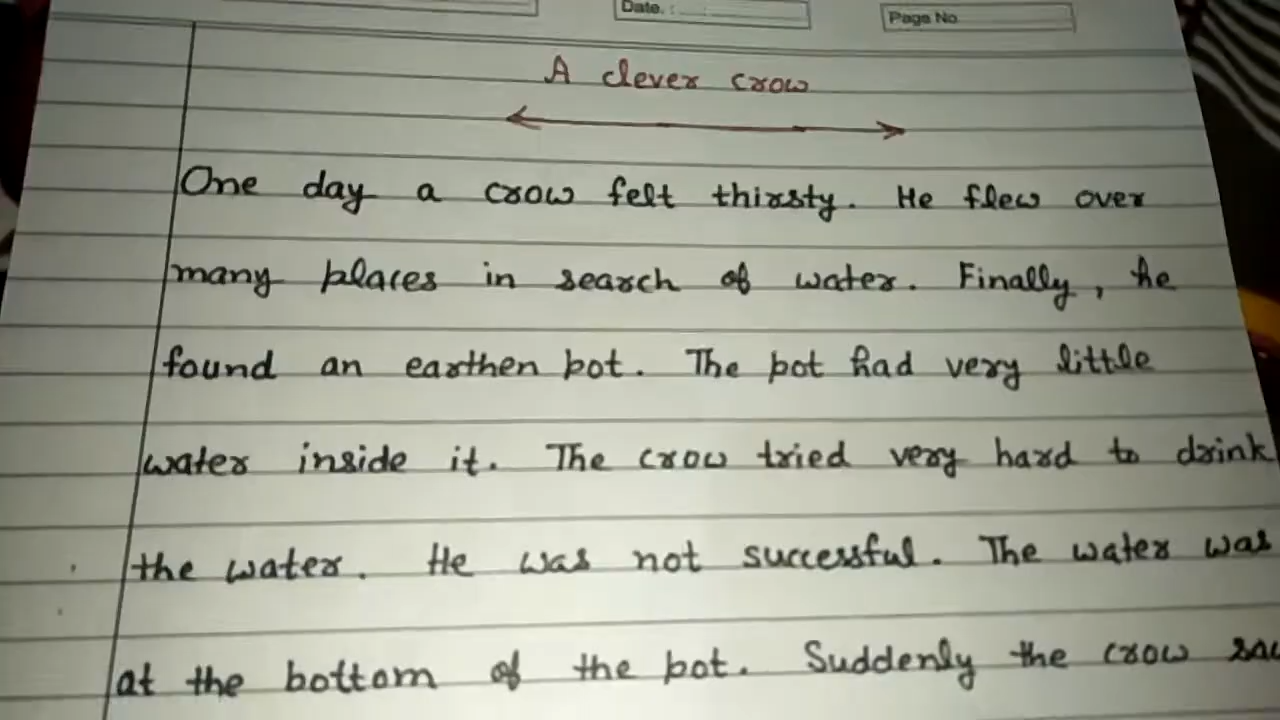 Date. :
Page No
A clever crow
One day a crow felt thirsty. He flew over
many places in search of water. Finally, he
found an earthen pot. The pot had very little
water inside it. The crow tried very hard to drink
the water. He was not successful. The water was
at the bottom of the pot. Suddenly the crow